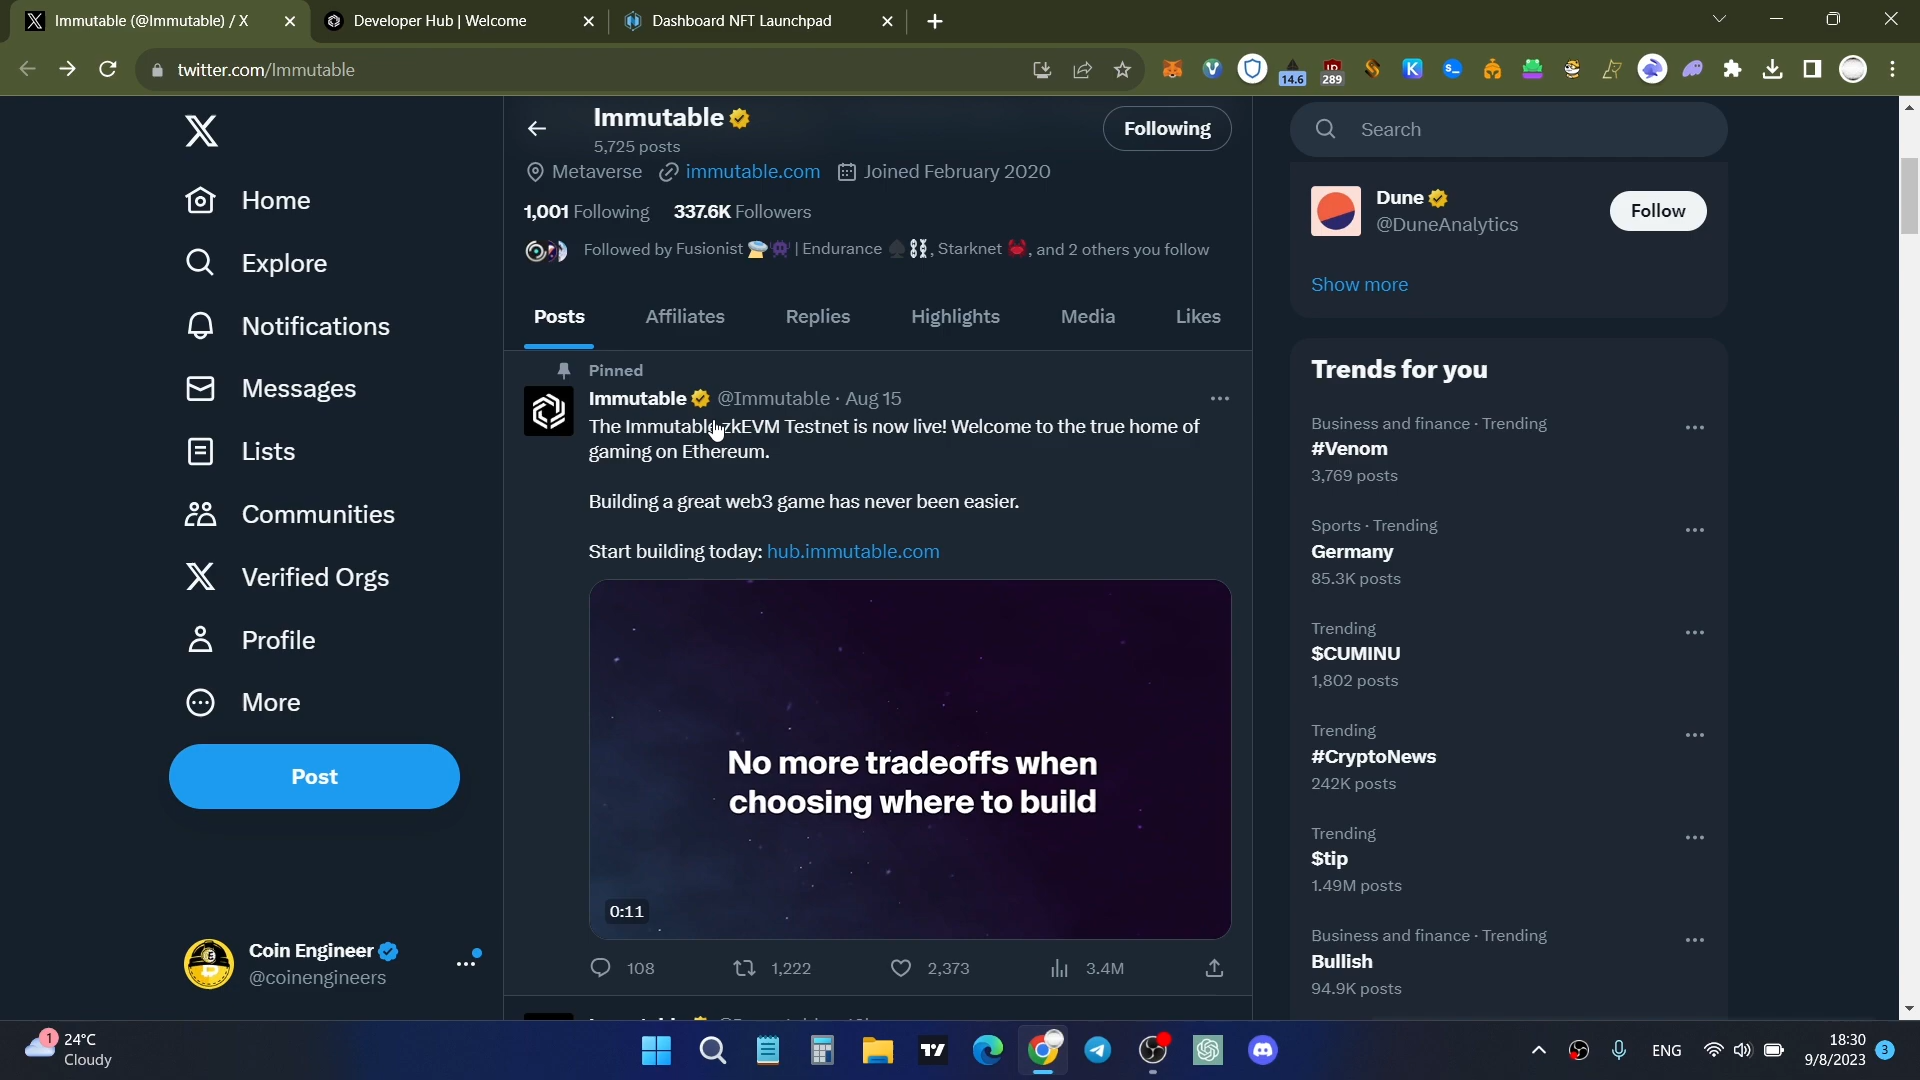 Immutable (@Immutable) / X
Developer Hub | Welcome
Dashboard NFT Launchpad
twitter.com/Immutable
14.6
289
Home
Explore
Notifications
Messages
Lists
Communities
Verified Orgs
Profile
More
Post
Coin Engineer
@coinengineers
Immutable
5,725 posts
Following
Metaverse immutable.com Joined February 2020
1,001 Following 337.6K Followers
Followed by Fusionist | Endurance , Starknet , and 2 others you follow
Posts Affiliates Replies Highlights Media Likes
Pinned
Immutable @Immutable · Aug 15
The Immutable zkEVM Testnet is now live! Welcome to the true home of
gaming on Ethereum.
Building a great web3 game has never been easier.
Start building today: hub.immutable.com
No more tradeoffs when
choosing where to build
0:11
108 1,222 2,373 3.4M
Search
Dune
@DuneAnalytics
Follow
Show more
Trends for you
Business and finance · Trending
#Venom
3,769 posts
Sports · Trending
Germany
85.3K posts
Trending
$CUMINU
1,802 posts
Trending
#CryptoNews
242K posts
Trending
$tip
1.49M posts
Business and finance · Trending
Bullish
94.9K posts
1
24°C
Cloudy
ENG
18:30
9/8/2023
3